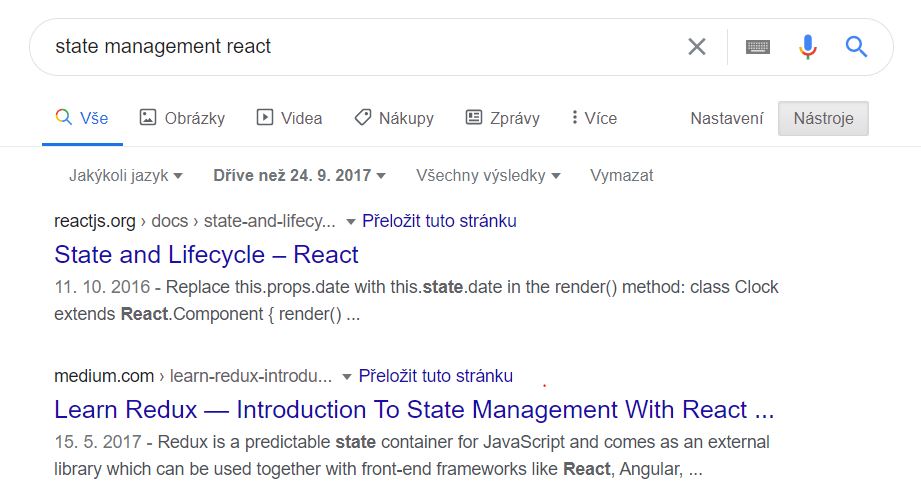 state management react
Vše Obrázky Videa Nákupy Zprávy Více Nastavení Nástroje
Jakýkoli jazyk Dříve než 24. 9. 2017 Všechny výsledky Vymazat
reactjs.org › docs › state-and-lifecy... Přeložit tuto stránku
State and Lifecycle – React
11. 10. 2016 - Replace this.props.date with this.state.date in the render() method: class Clock
extends React.Component { render() ...
medium.com › learn-redux-introdu... Přeložit tuto stránku
Learn Redux — Introduction To State Management With React ...
15. 5. 2017 - Redux is a predictable state container for JavaScript and comes as an external
library which can be used together with front-end frameworks like React, Angular, ...